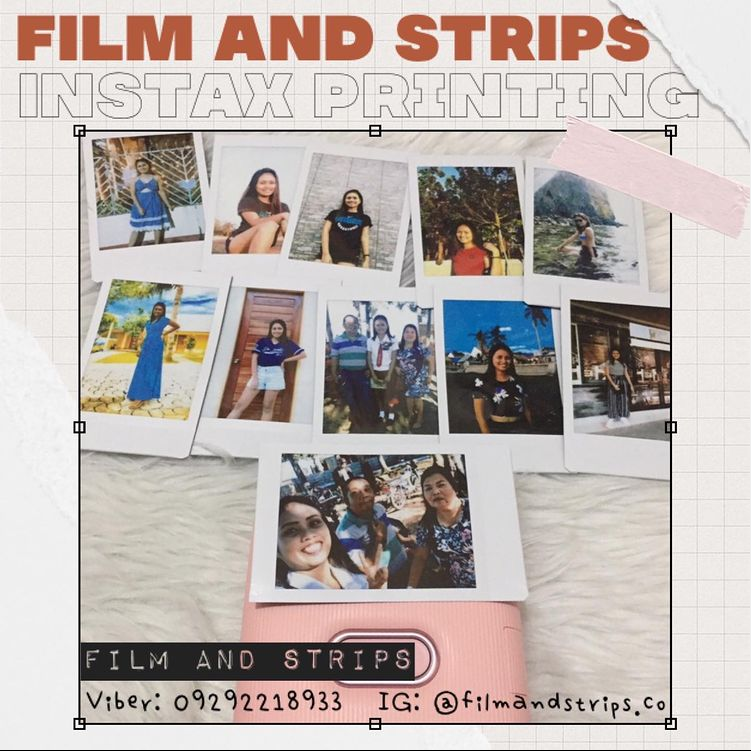 FILM AND STRIPS
INSTAX PRINTING
FILM AND STRIPS
Viber: 09292218933 IG: @filmandstrips.co